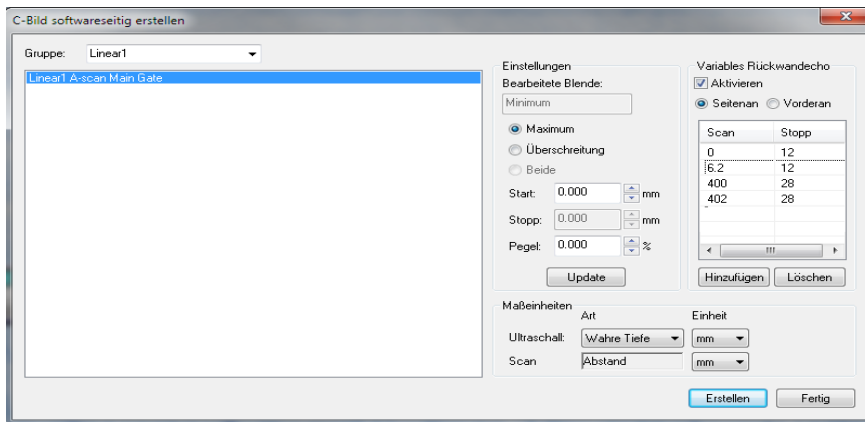 C-Bild softwareseitig erstellen
Gruppe: Linear1
Linear1 A-scan Main Gate
Einstellungen
Bearbeitete Blende:
Minimum
Maximum
Überschreitung
Beide
Start: 0.000 mm
Stopp: 0.000 mm
Pegel: 0.000 %
Update
Variables Rückwandecho
Aktivieren
Seitenan Vorderan
Scan Stopp
0 12
6.2 12
400 28
402 28
Hinzufügen Löschen
Maßeinheiten
Art Einheit
Ultraschall: Wahre Tiefe mm
Scan Abstand mm
Erstellen Fertig